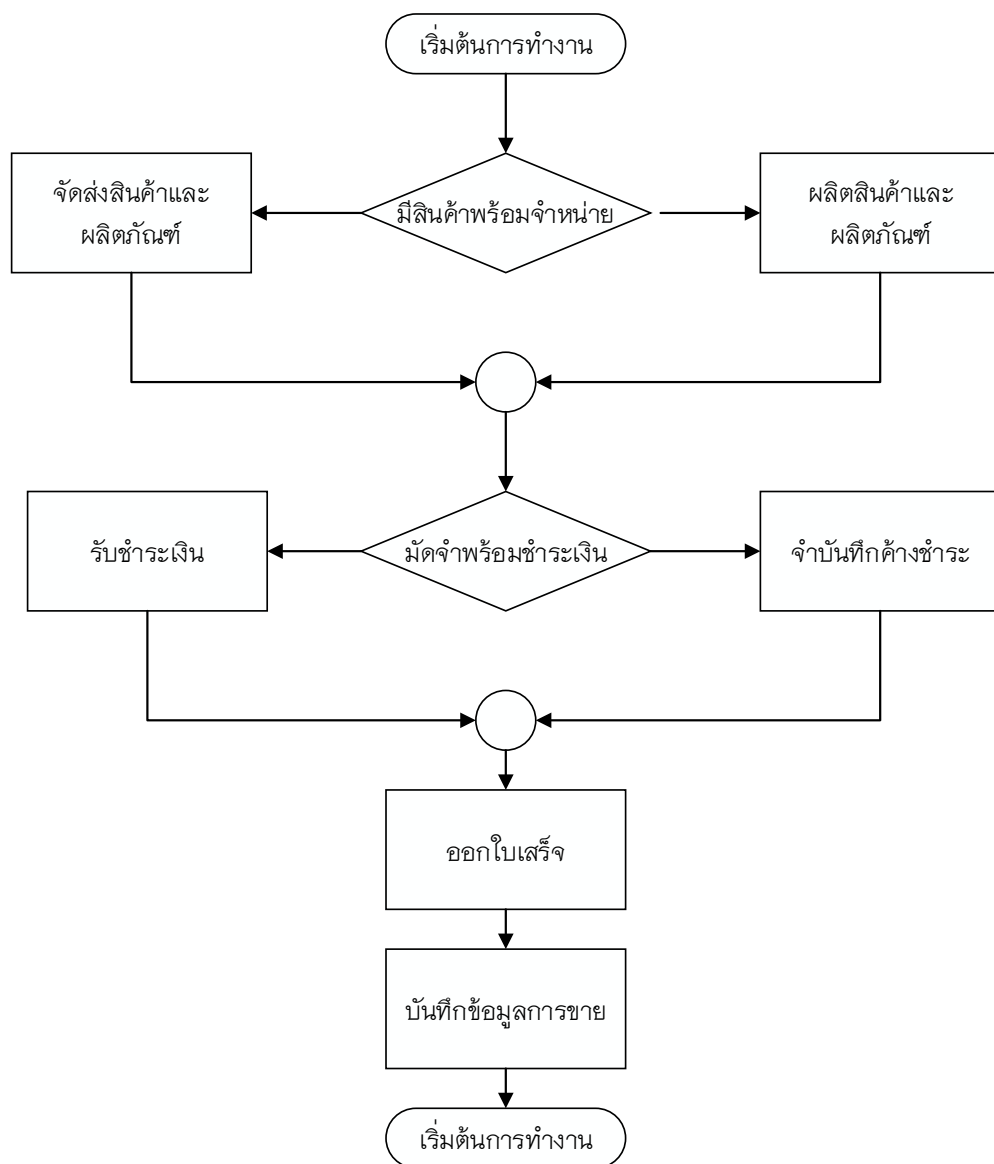 เริ่มต้นการทำงาน
จัดส่งสินค้าและ
ผลิตภัณฑ์
มีสินค้าพร้อมจำหน่าย
ผลิตสินค้าและ
ผลิตภัณฑ์
รับชำระเงิน
มัดจำพร้อมชำระเงิน
จำบันทึกค้างชำระ
ออกใบเสร็จ
บันทึกข้อมูลการขาย
เริ่มต้นการทำงาน